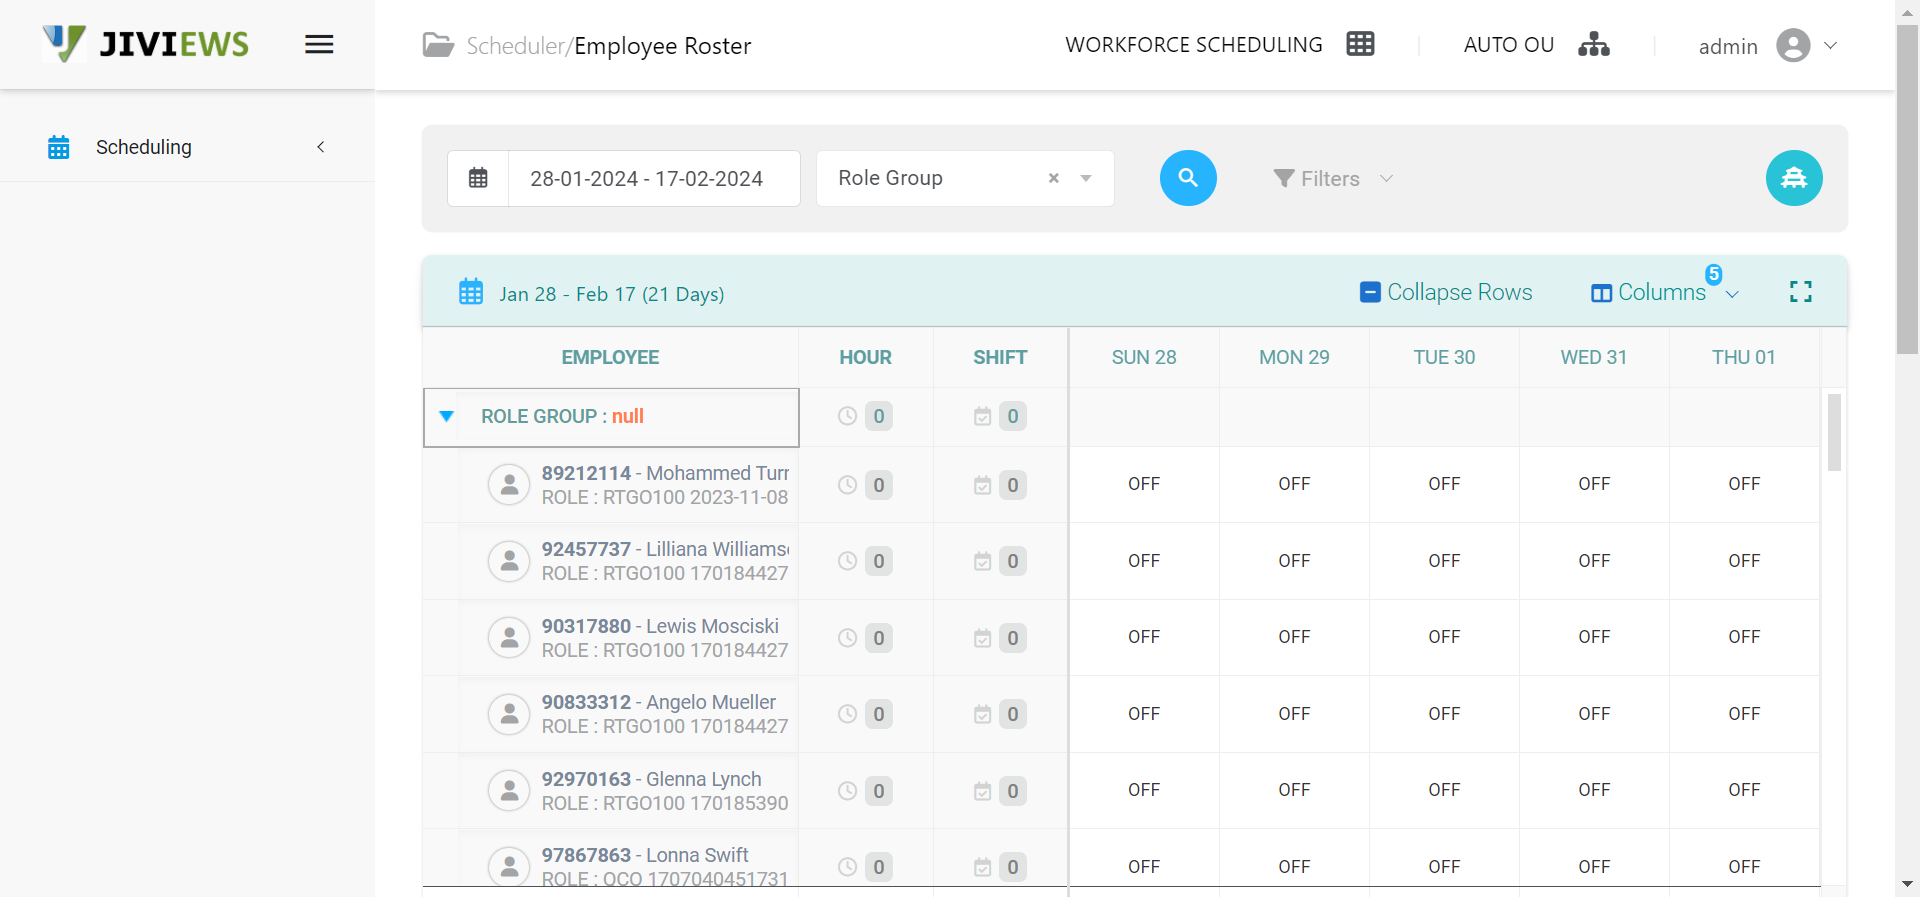 JIVIEWS
Scheduler/Employee Roster
WORKFORCE SCHEDULING
AUTO OU
admin
Scheduling
28-01-2024 - 17-02-2024
Role Group
×
Filters
Jan 28 - Feb 17 (21 Days)
Collapse Rows
Columns
5
EMPLOYEE HOUR SHIFT SUN 28 MON 29 TUE 30 WED 31 THU 01
ROLE GROUP : null 0 0
89212114 - Mohammed Turr
ROLE : RTGO100 2023-11-08
0 0 OFF OFF OFF OFF OFF
92457737 - Lilliana Williams
ROLE : RTGO100 170184427
0 0 OFF OFF OFF OFF OFF
90317880 - Lewis Mosciski
ROLE : RTGO100 170184427
0 0 OFF OFF OFF OFF OFF
90833312 - Angelo Mueller
ROLE : RTGO100 170184427
0 0 OFF OFF OFF OFF OFF
92970163 - Glenna Lynch
ROLE : RTGO100 170185390
0 0 OFF OFF OFF OFF OFF
97867863 - Lonna Swift
ROLE : OCO 1707040451731
0 0 OFF OFF OFF OFF OFF